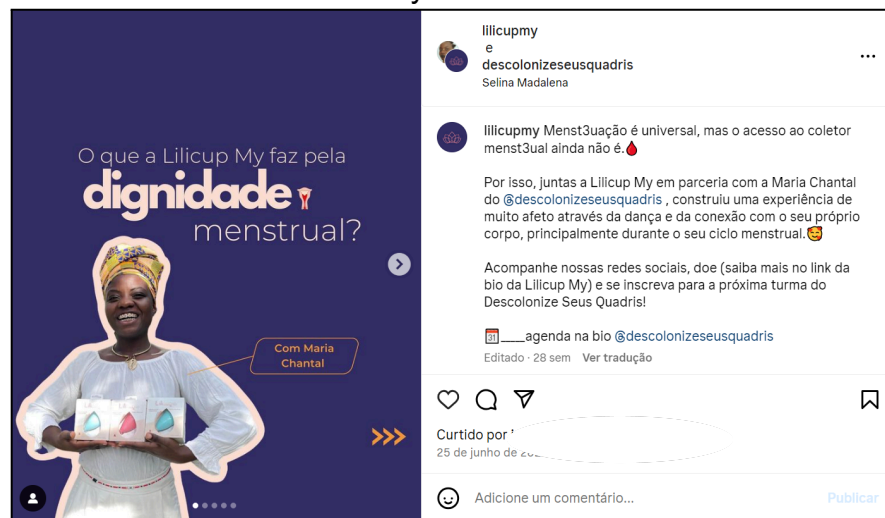 O que a Lilicup My faz pela
dignidade
menstrual?
Com Maria
Chantal
lilicupmy
e
descolonizeseusquadris
Selina Madalena
lilicupmy Menst3uação é universal, mas o acesso ao coletor
menst3ual ainda não é.🩸
Por isso, juntas a Lilicup My em parceria com a Maria Chantal
do @descolonizeseusquadris , construiu uma experiência de
muito afeto através da dança e da conexão com o seu próprio
corpo, principalmente durante o seu ciclo menstrual.🥰
Acompanhe nossas redes sociais, doe (saiba mais no link da
bio da Lilicup My) e se inscreva para a próxima turma do
Descolonize Seus Quadris!
📅___agenda na bio @descolonizeseusquadris
Editado · 28 sem Ver tradução
Curtido por
25 de junho de
Adicione um comentário...
Publicar